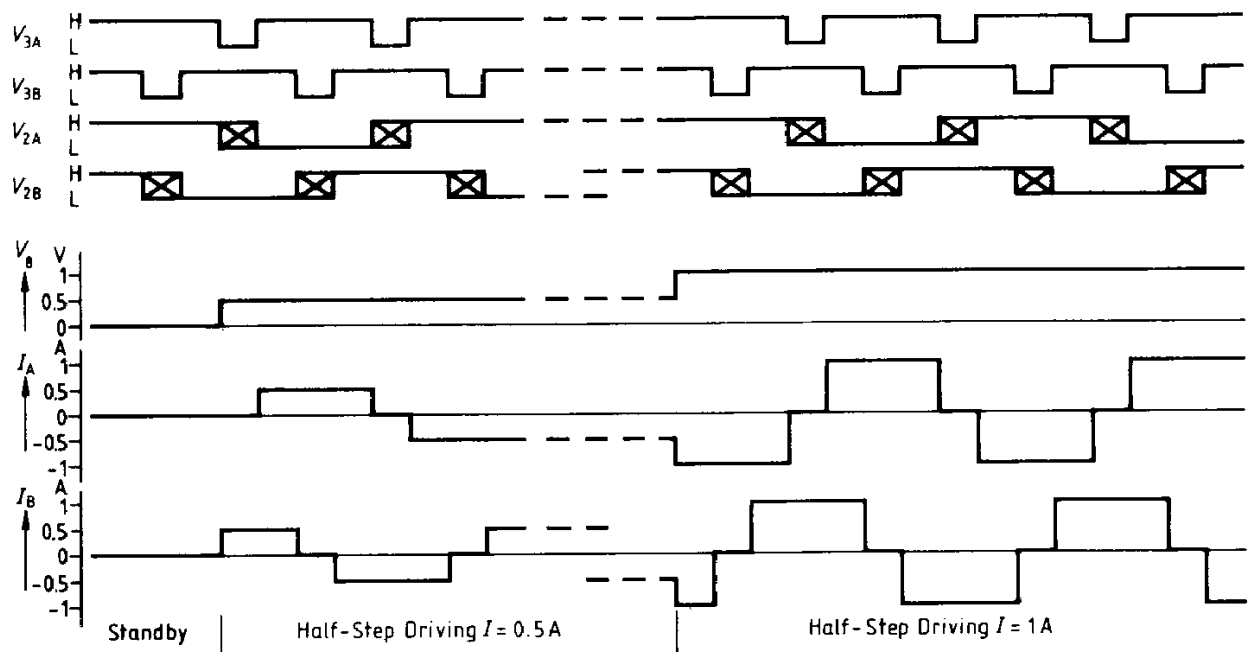 V3A H
L
V3B H
L
V2A H
L
V2B H
L
V8 V
1
0.5
0
IA A
1
0.5
0
-0.5
-1
IB A
1
0.5
0
-0.5
-1
Standby Half-Step Driving I = 0.5 A Half-Step Driving I = 1A